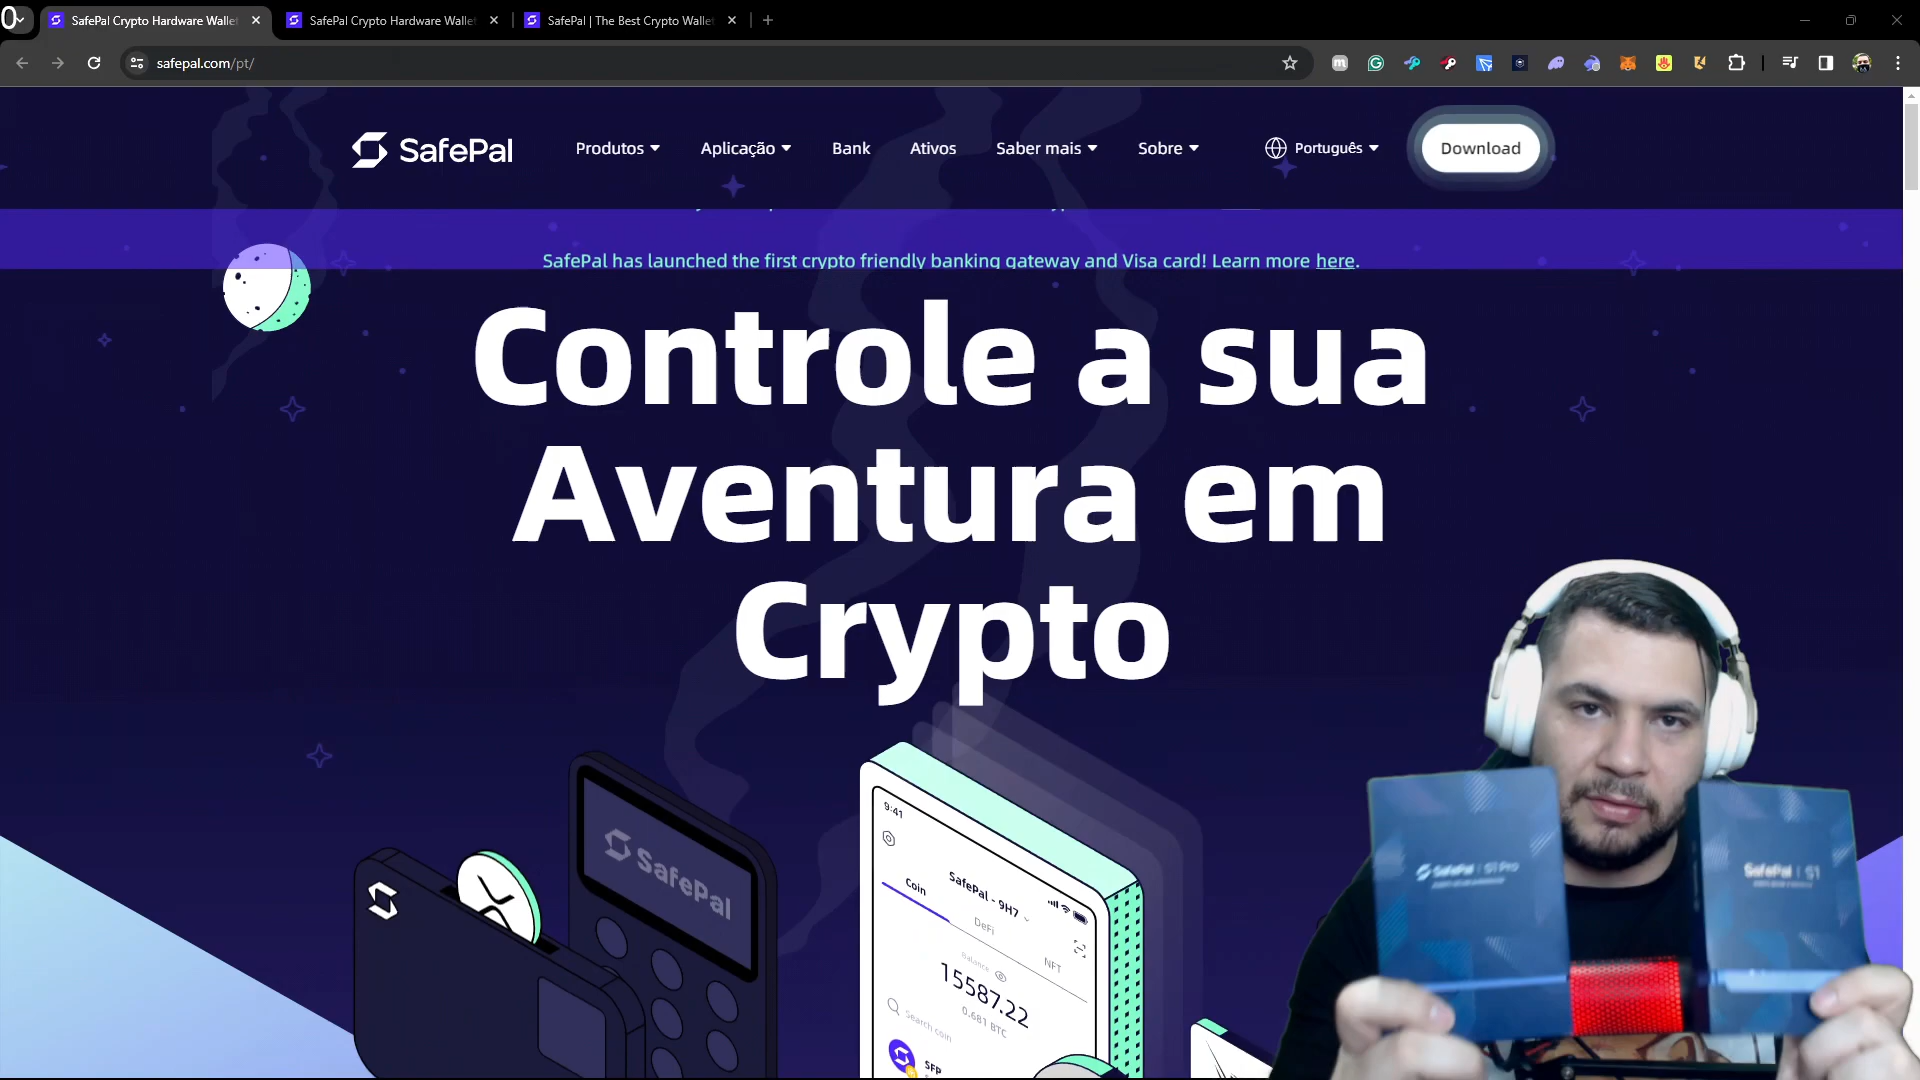 SafePal Crypto Hardware Wallet
SafePal Crypto Hardware Wallet
SafePal | The Best Crypto Wallet
safepal.com/pt/
SafePal
Produtos
Aplicação
Bank
Ativos
Saber mais
Sobre
Português
Download
SafePal has launched the first crypto friendly banking gateway and Visa card! Learn more here.
Controle a sua
Aventura em
Crypto
SafePal
9:41
SafePal - 9H7
Coin
DeFi
NFT
Balance
15587.22
0.681 BTC
Search coin
SFP
SafePal | S1 Pro
SafePal | S1